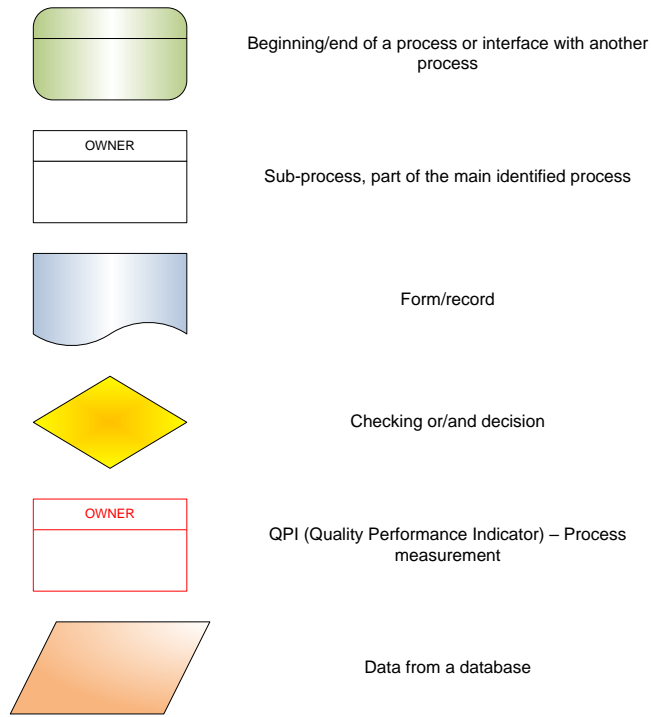 Beginning/end of a process or interface with another
process
OWNER
Sub-process, part of the main identified process
Form/record
Checking or/and decision
OWNER
QPI (Quality Performance Indicator) – Process
measurement
Data from a database